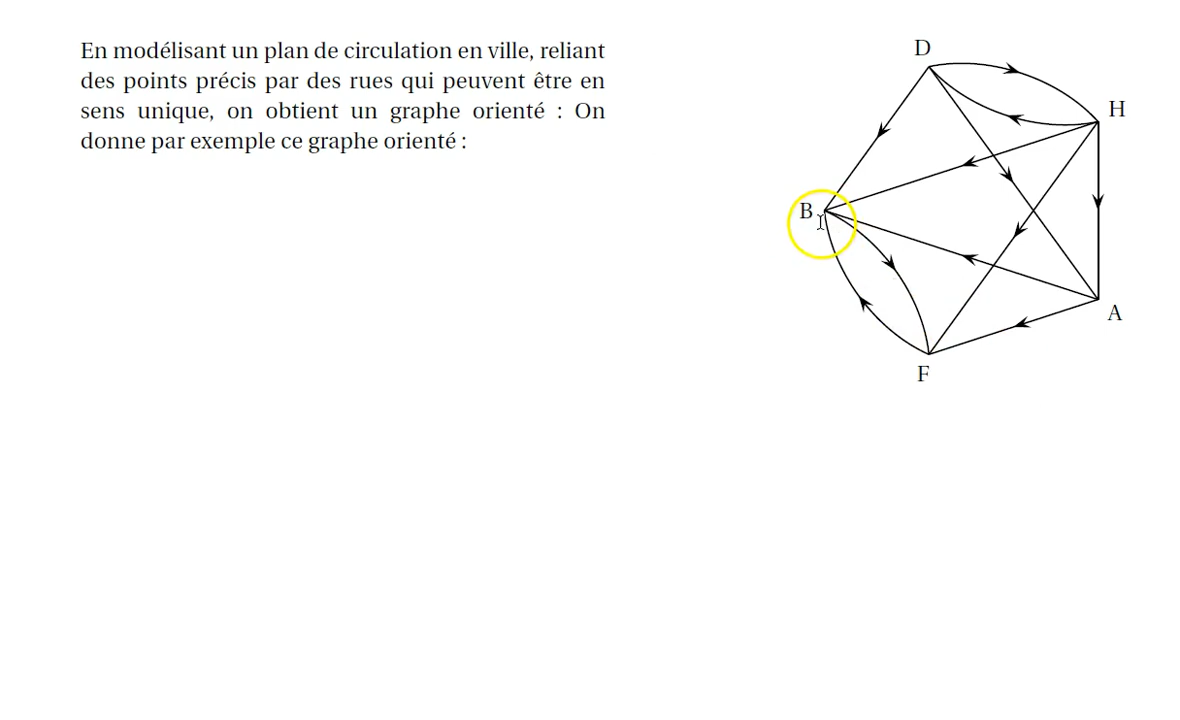 En modélisant un plan de circulation en ville, reliant
des points précis par des rues qui peuvent être en
sens unique, on obtient un graphe orienté : On
donne par exemple ce graphe orienté :
D
H
B
A
F